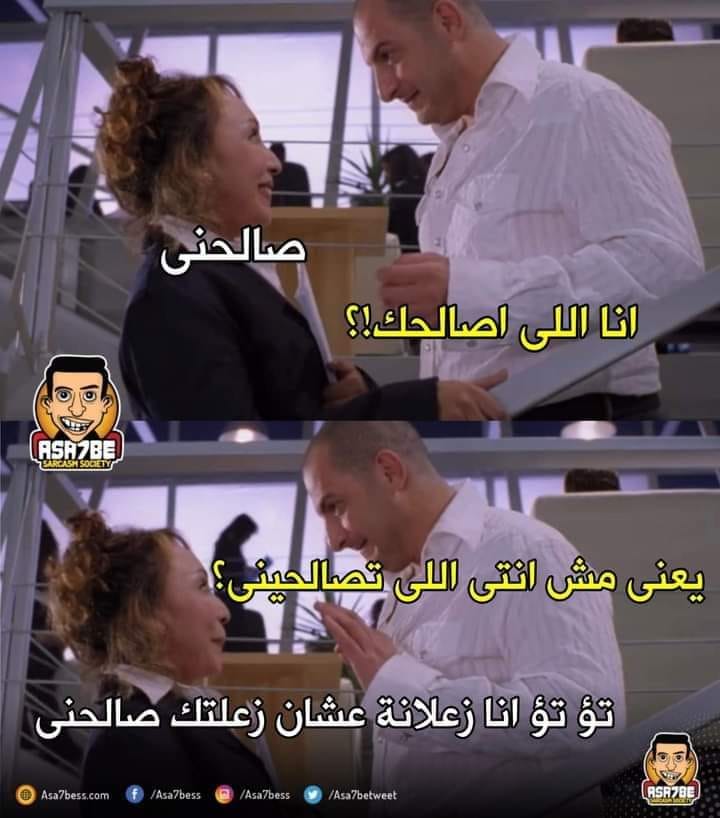 صالحنى
انا اللى اصالحك!؟
ASA7BE
SARCASM SOCIETY
يعنى مش انتى اللى تصالحينى؟
تؤ تؤ انا زعلانة عشان زعلتك صالحنى
Asa7bess.com
/Asa7bess
/Asa7bess
/Asa7betweet
ASA7BE
SARCASM SOCIETY